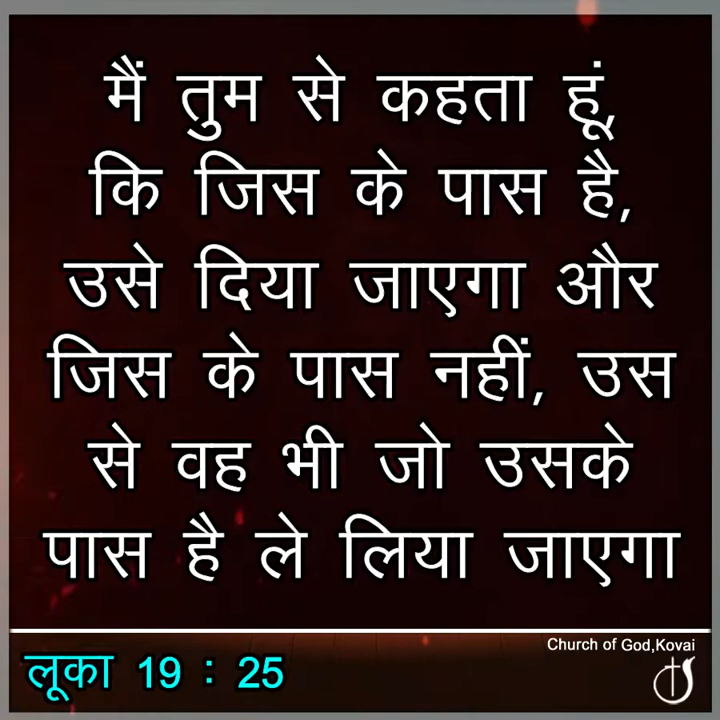 मैं तुम से कहता हूं,
कि जिस के पास है,
उसे दिया जाएगा और
जिस के पास नहीं, उस
से वह भी जो उसके
पास है ले लिया जाएगा
Church of God,Kovai
लूका 19 : 25